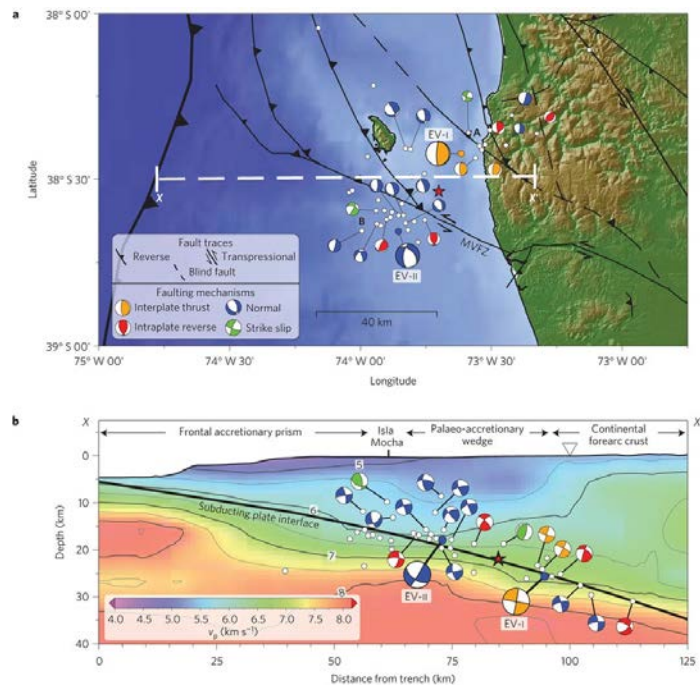 a
38° S 00'
38° S 30'
39° S 00'
Latitude
EV-I
A
X
X'
B
MVFZ
EV-II
Fault traces
Reverse
Transpressional
Blind fault
Faulting mechanisms
Interplate thrust
Normal
Intraplate reverse
Strike slip
40 km
75° W 00'
74° W 30'
74° W 00'
73° W 30'
73° W 00'
Longitude
b
X
Frontal accretionary prism
Isla
Mocha
Palaeo-accretionary
wedge
Continental
forearc crust
X'
0
10
20
30
40
Depth (km)
5
6
7
8
Subducting plate interface
EV-II
EV-I
4.0 5.0 5.5 6.0 6.5 7.0 7.5 8.0
vp (km s⁻¹)
0 25 50 75 100 125
Distance from trench (km)